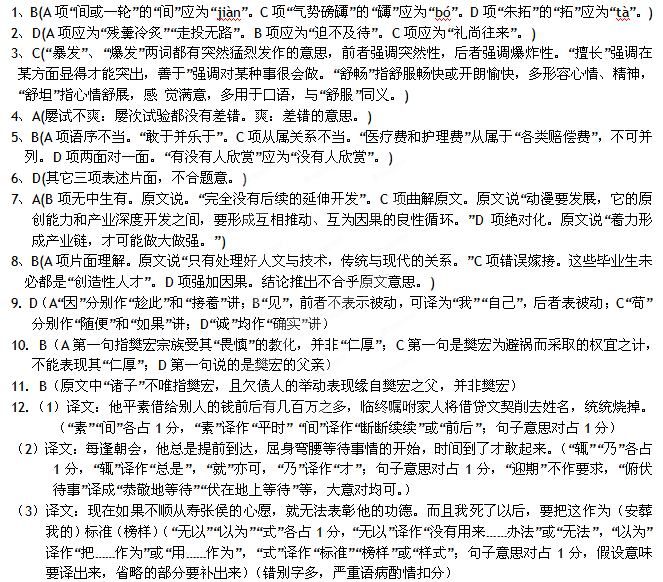 1、B(A 项“间或一轮”的“间”应为“jiàn”。C 项“气势磅礴”的“礴”应为“bó”。D 项“朱拓”的“拓”应为“tà”。)
2、D(A 项应为“残羹冷炙”“走投无路”。B 项应为“迫不及待”。C 项应为“礼尚往来”。)
3、C(“暴发”、“爆发”两词都有突然猛烈发作的意思，前者强调突然性，后者强调爆炸性。“擅长”强调在
某方面显得才能突出，善于”强调对某种事很会做。“舒畅”指舒服畅快或开朗愉快，多形容心情、精神，
“舒坦”指心情舒展，感 觉满意，多用于口语，与“舒服”同义。)
4、A(屡试不爽：屡次试验都没有差错。爽：差错的意思。)
5、B(A 项语序不当。“敢于并乐于”。C 项从属关系不当。“医疗费和护理费”从属于“各类赔偿费”，不可并
列。D 项两面对一面。“有没有人欣赏”应为“没有人欣赏”。)
6、D(其它三项表述片面，不合题意。)
7、A(B 项无中生有。原文说。“完全没有后续的延伸开发”。C 项曲解原文。原文说“动漫要发展，它的原
创能力和产业深度开发之间，要形成互相推动、互为因果的良性循环。”D 项绝对化。原文说“着力形
成产业链，才可能做大做强。”)
8、B(A 项片面理解。原文说“只有处理好人文与技术，传统与现代的关系。”C 项错误嫁接。这些毕业生未
必都是“创造性人才”。D 项强加因果。结论推出不合乎原文意思。)
9. D（A“因”分别作“趁此”和“接着”讲；B“见”，前者不表示被动，可译为“我”“自己”，后者表被动；C“苟”
分别作“随便”和“如果”讲；D“诚”均作“确实”讲）
10. B（A 第一句指樊宏宗族受其“畏慎”的教化，并非“仁厚”；C 第一句是樊宏为避祸而采取的权宜之计，
不能表现其“仁厚”；D 第一句说的是樊宏的父亲）
11. B（原文中“诸子”不唯指樊宏，且欠债人的举动表现缘自樊宏之父，并非樊宏）
12.（1）译文：他平素借给别人的钱前后有几百万之多，临终嘱咐家人将借贷文契削去姓名，统统烧掉。
（“素”“间”各占 1 分，“素”译作“平时” “间”译作“断断续续”或“前后”；句子意思对占 1 分）
（2）译文：每逢朝会，他总是提前到达，屈身弯腰等待事情的开始，时间到了才敢起来。（“辄”“乃”各占
1 分，“辄”译作“总是”，“就”亦可，“乃”译作“才”；句子意思对占 1 分，“迎期”不作要求，“俯伏
待事”译成“恭敬地等待”“伏在地上等待”等，大意对均可。）
（3）译文：现在如果不顺从寿张侯的心愿，就无法表彰他的功德。而且我死了以后，要把这作为（安葬
我的）标准（榜样）（“无以”“以为”“式”各占 1 分，“无以”译作“没有用来……办法”或“无法”，“以为”
译作“把……作为”或“用……作为”，“式”译作“标准”“榜样”或“样式”；句子意思对占 1 分，假设意味
要译出来，省略的部分要补出来）（错别字多，严重语病酌情扣分）